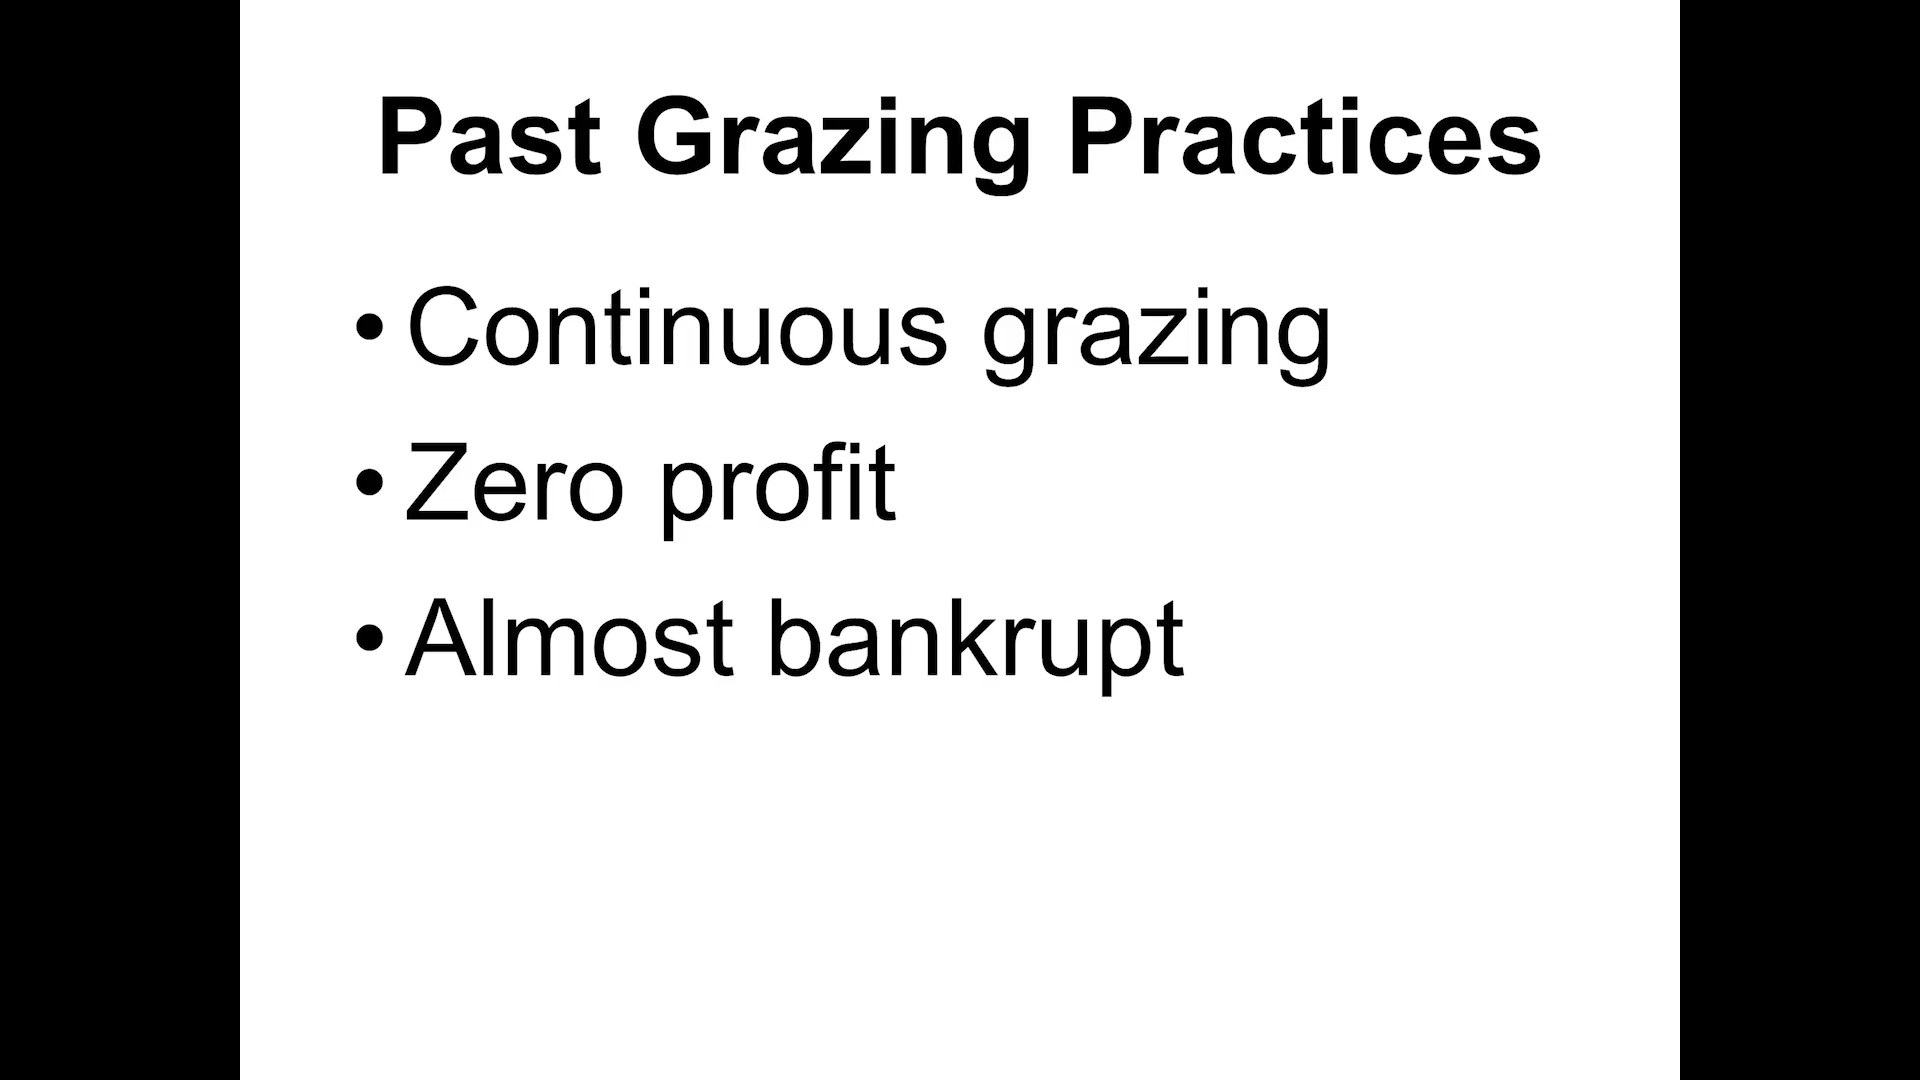 Past Grazing Practices
• Continuous grazing
• Zero profit
• Almost bankrupt